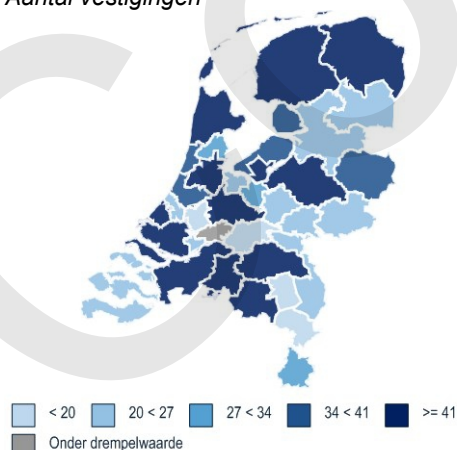 Aantal vestigingen
< 20 20 < 27 27 < 34 34 < 41 >= 41
Onder drempelwaarde